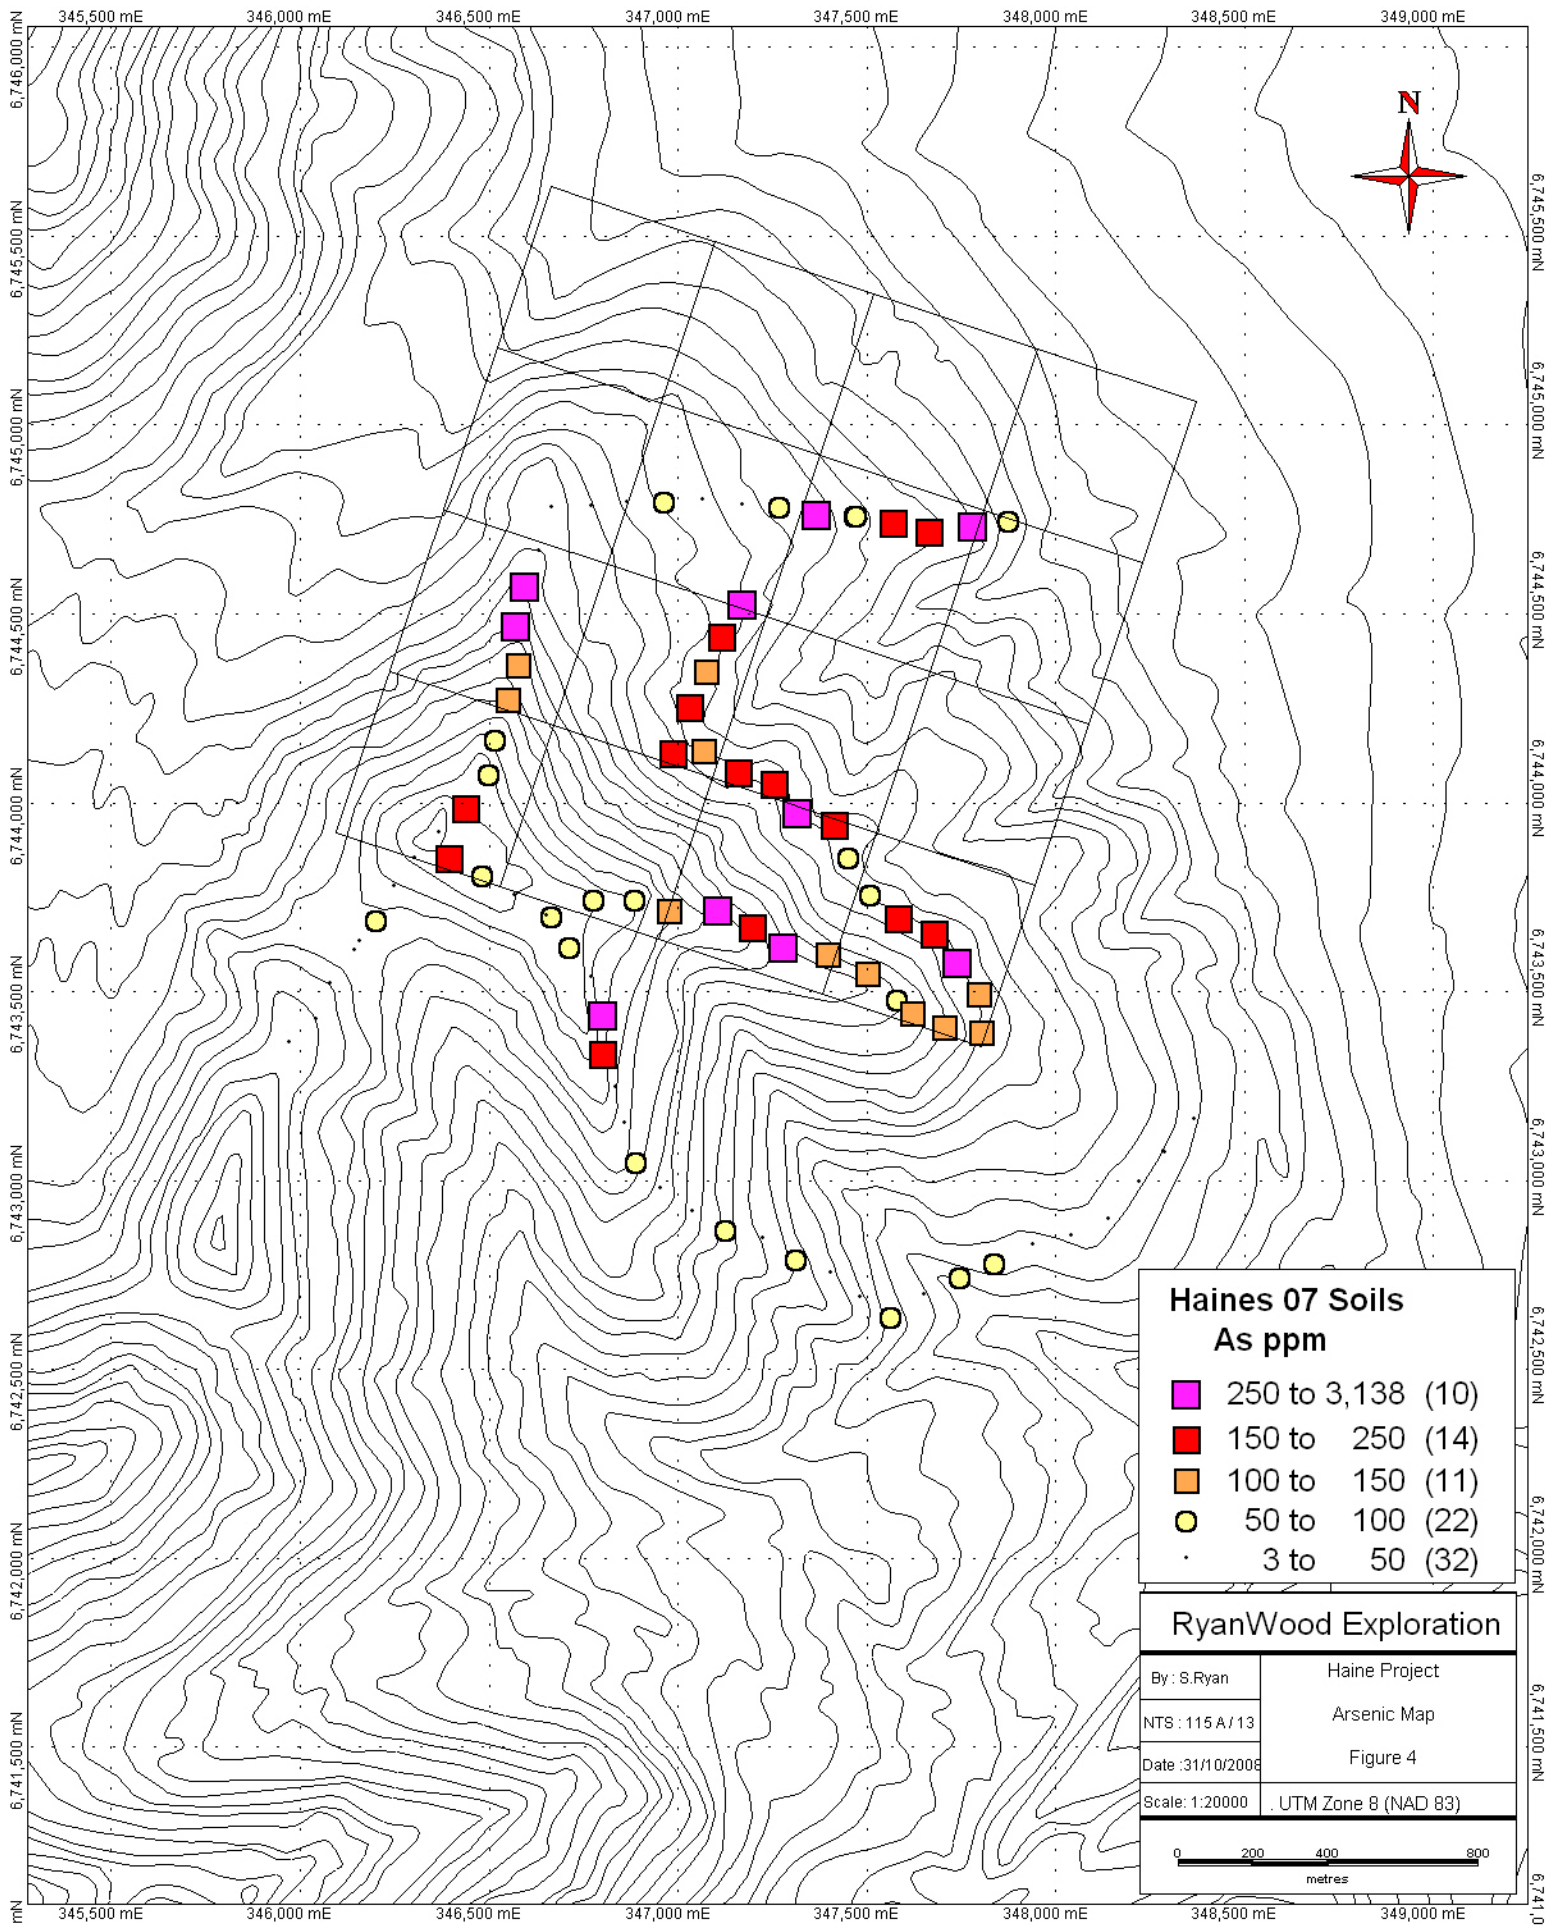 345,500 mE 346,000 mE 346,500 mE 347,000 mE 347,500 mE 348,000 mE 348,500 mE 349,000 mE
6,746,000 mN
6,745,500 mN
6,745,000 mN
6,744,500 mN
6,744,000 mN
6,743,500 mN
6,743,000 mN
6,742,500 mN
6,742,000 mN
6,741,500 mN
mN
N
6,745,500 mN
6,745,000 mN
6,744,500 mN
6,744,000 mN
6,743,500 mN
6,743,000 mN
6,742,500 mN
6,742,000 mN
6,741,500 mN
6,741,0
Haines 07 Soils
As ppm
250 to 3,138 (10)
150 to 250 (14)
100 to 150 (11)
50 to 100 (22)
3 to 50 (32)
RyanWood Exploration
By : S.Ryan
NTS : 115 A / 13
Date :31/10/2008
Scale: 1:20000
Haine Project
Arsenic Map
Figure 4
. UTM Zone 8 (NAD 83)
0 200 400 800
metres
345,500 mE 346,000 mE 346,500 mE 347,000 mE 347,500 mE 348,000 mE 348,500 mE 349,000 mE